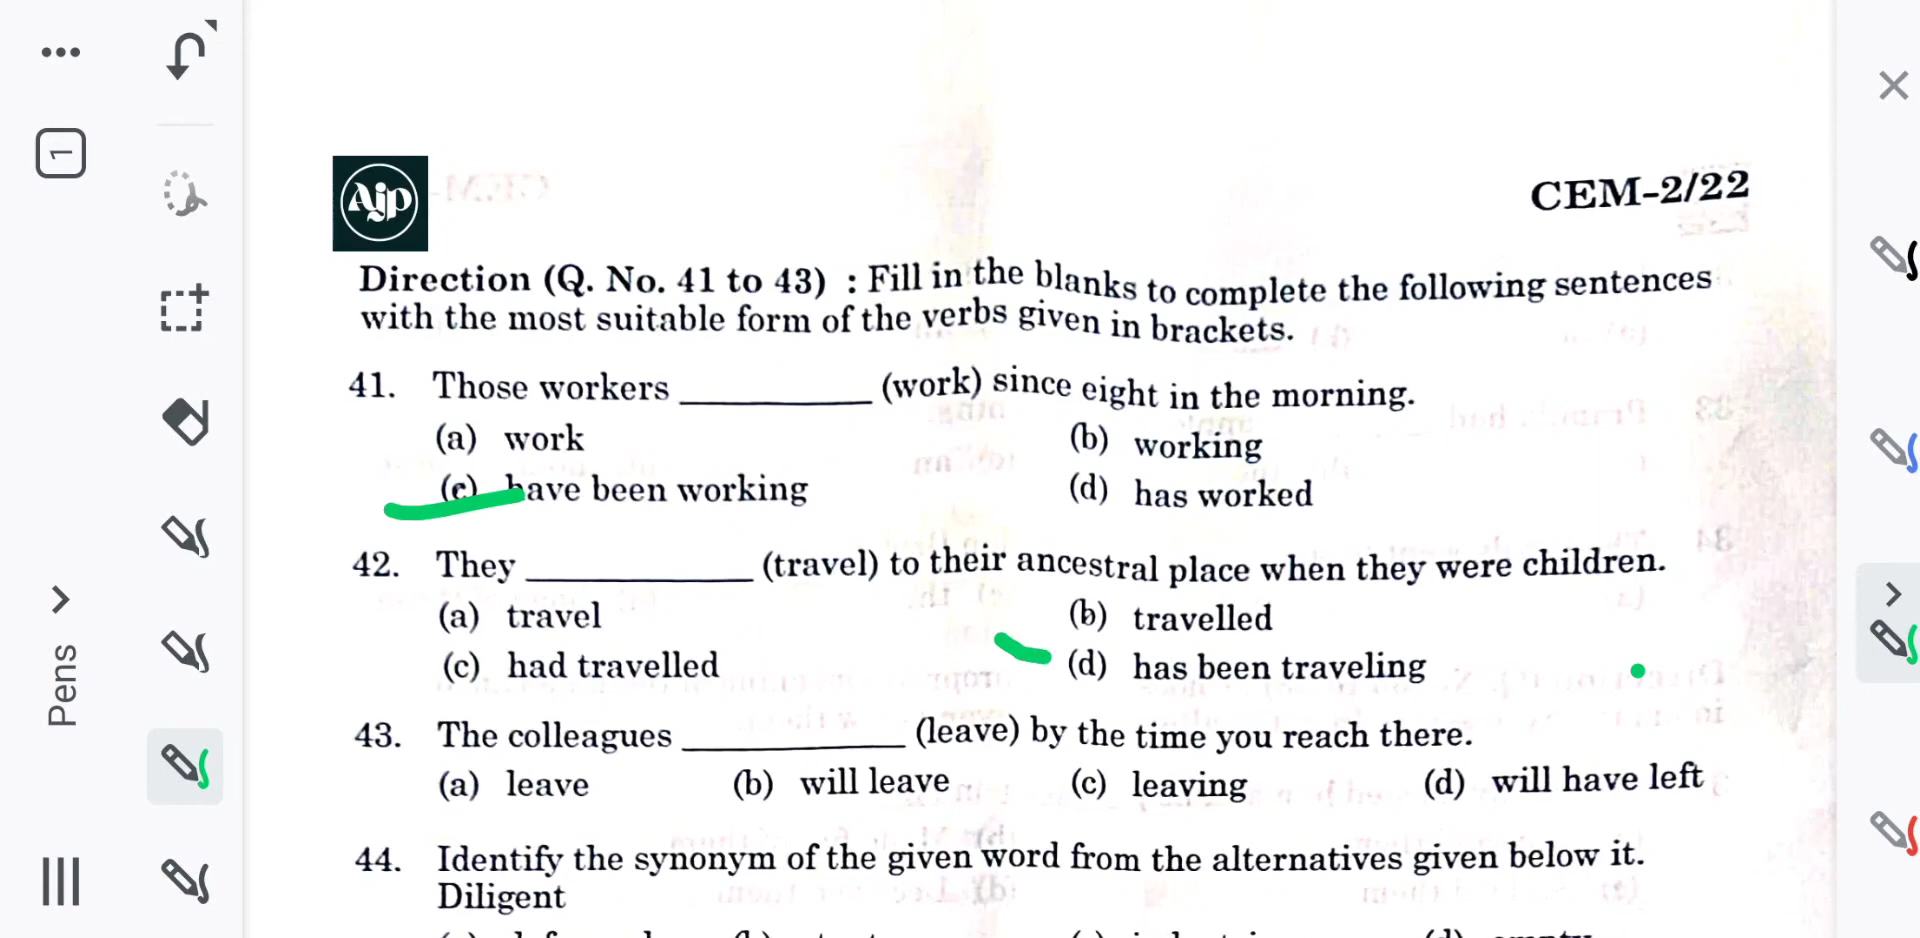 Ajp
CEM-2/22
Direction (Q. No. 41 to 43) : Fill in the blanks to complete the following sentences
with the most suitable form of the verbs given in brackets.
41. Those workers __________ (work) since eight in the morning.
(a) work (b) working
(c) have been working (d) has worked
42. They ____________ (travel) to their ancestral place when they were children.
(a) travel (b) travelled
(c) had travelled (d) has been traveling
43. The colleagues ____________ (leave) by the time you reach there.
(a) leave (b) will leave (c) leaving (d) will have left
44. Identify the synonym of the given word from the alternatives given below it.
Diligent
1
Pens